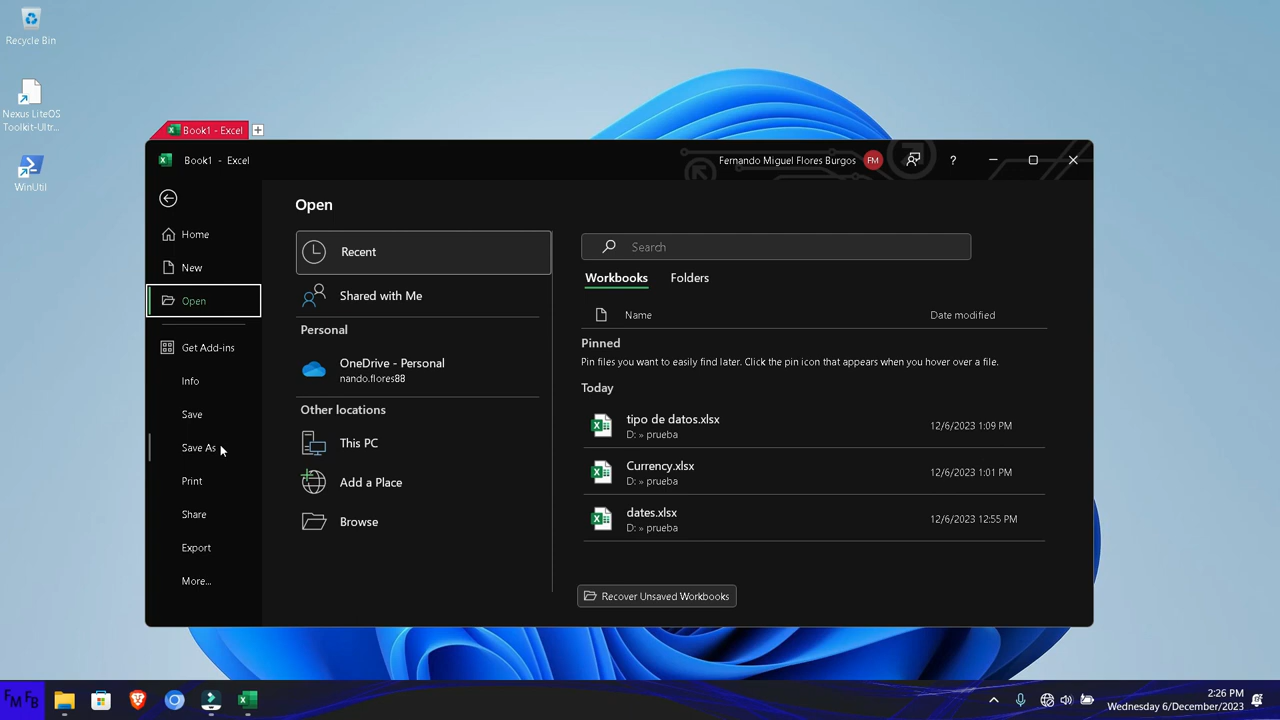 Recycle Bin
Nexus LiteOS
Toolkit-Ultr...
WinUtil
Book1 - Excel
Book1 - Excel
Fernando Miguel Flores Burgos
FM
?
Home
New
Open
Get Add-ins
Info
Save
Save As
Print
Share
Export
More...
Open
Recent
Shared with Me
Personal
OneDrive - Personal
nando.flores88
Other locations
This PC
Add a Place
Browse
Search
Workbooks Folders
Name Date modified
Pinned
Pin files you want to easily find later. Click the pin icon that appears when you hover over a file.
Today
tipo de datos.xlsx
D: » prueba
12/6/2023 1:09 PM
Currency.xlsx
D: » prueba
12/6/2023 1:01 PM
dates.xlsx
D: » prueba
12/6/2023 12:55 PM
Recover Unsaved Workbooks
FM FB
2:26 PM
Wednesday 6/December/2023